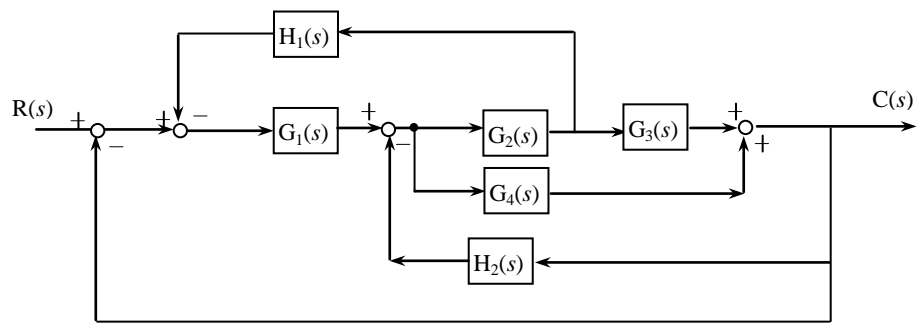 H₁(s)
R(s)
C(s)
+
−
+
−
G₁(s)
+
−
G₂(s)
G₃(s)
+
+
G₄(s)
H₂(s)